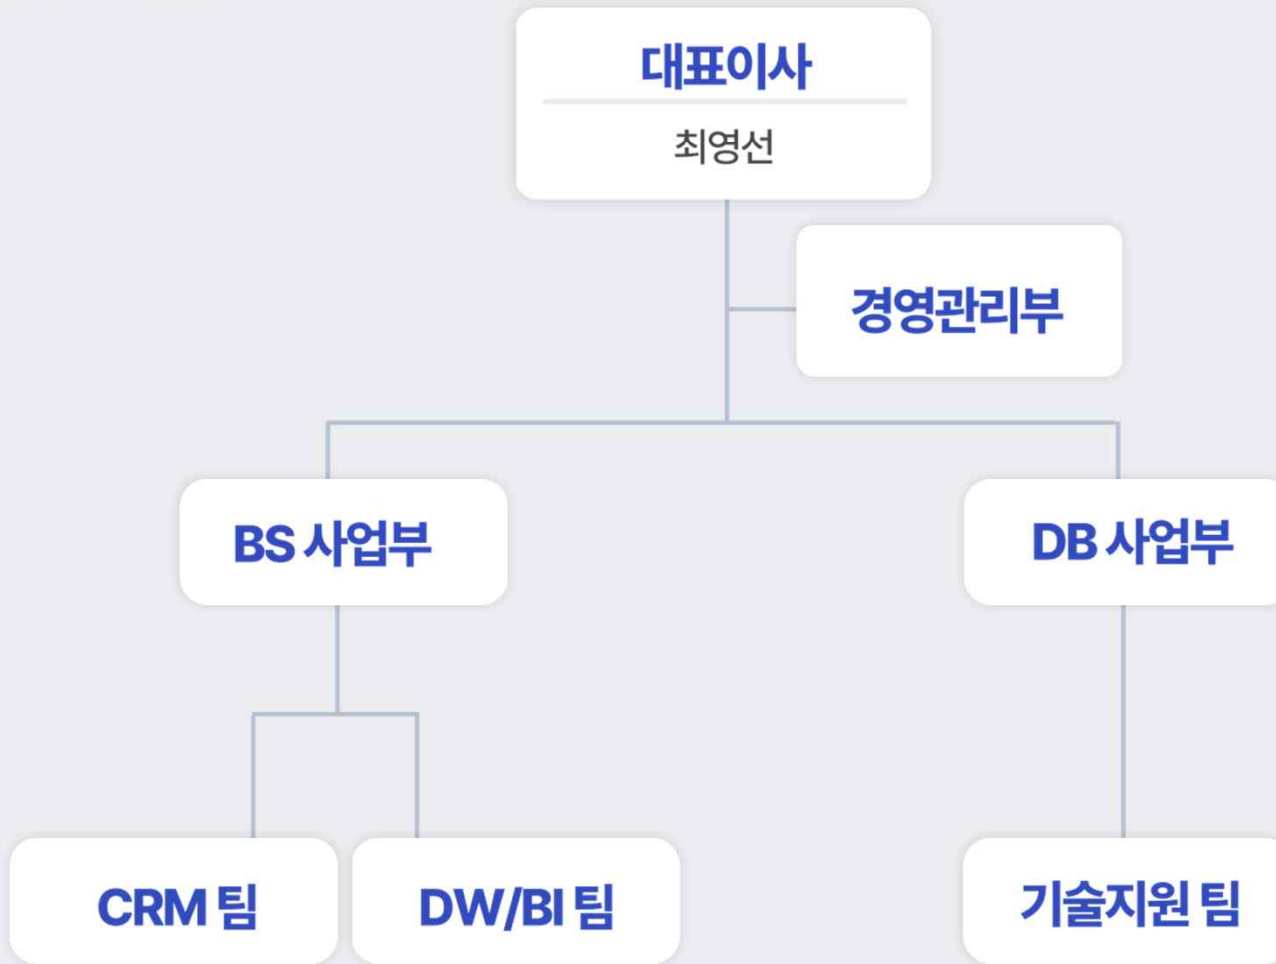 대표이사
최영선
경영관리부
BS 사업부
DB 사업부
CRM 팀
DW/BI 팀
기술지원 팀